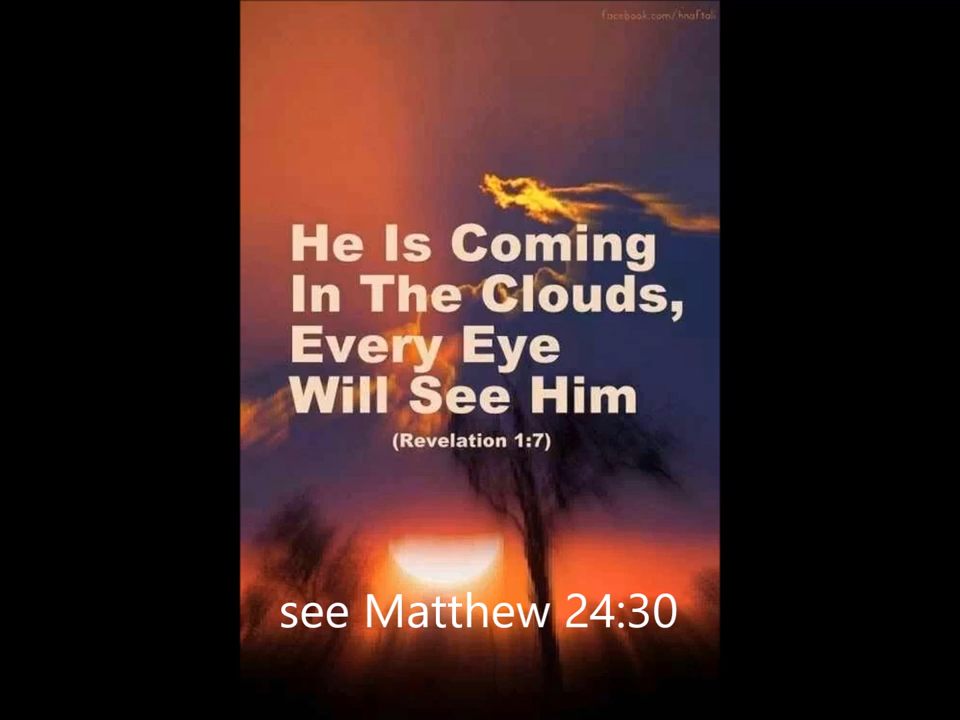 facebook.com/hnaftali
He Is Coming
In The Clouds,
Every Eye
Will See Him
(Revelation 1:7)
see Matthew 24:30